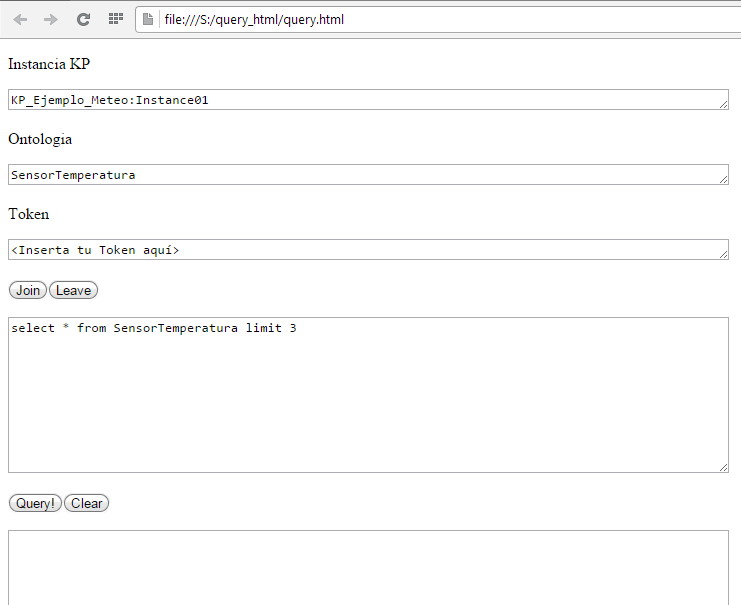 file:///S:/query_html/query.html
Instancia KP
KP_Ejemplo_Meteo:Instance01
Ontologia
SensorTemperatura
Token
<Inserta tu Token aquí>
Join Leave
select * from SensorTemperatura limit 3
Query! Clear